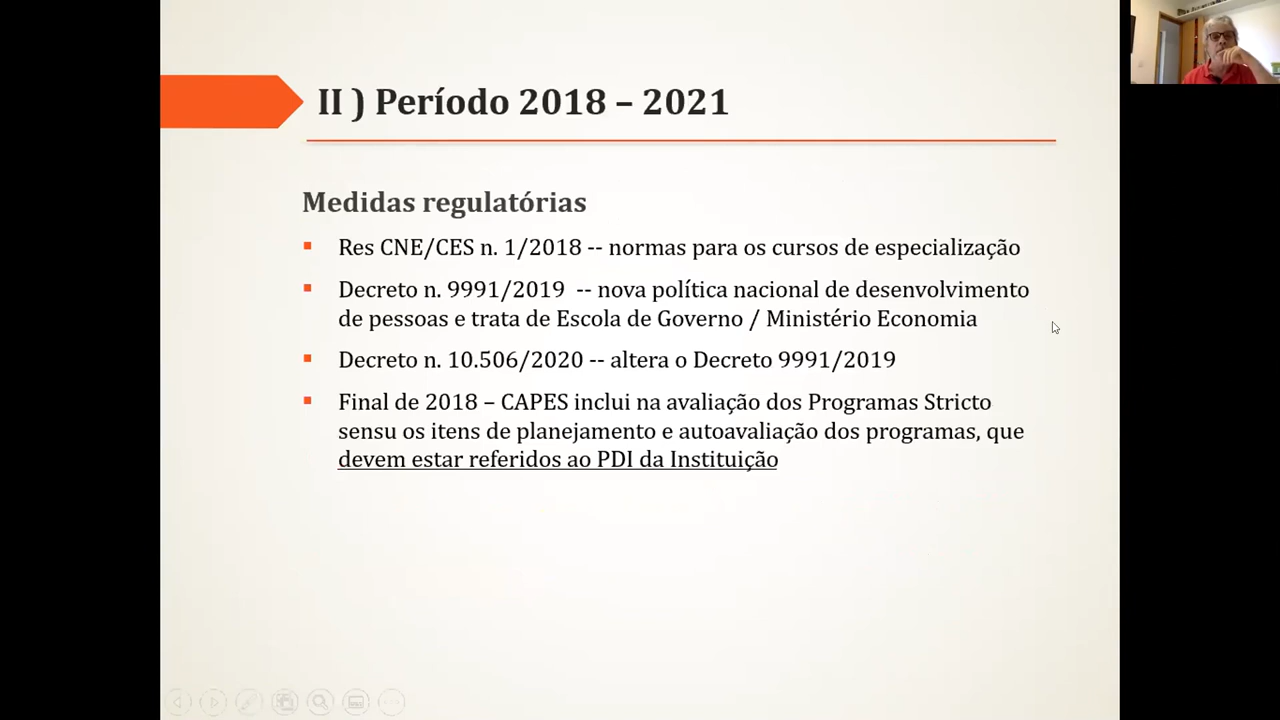 II ) Período 2018 – 2021
Medidas regulatórias
Res CNE/CES n. 1/2018 -- normas para os cursos de especialização
Decreto n. 9991/2019 -- nova política nacional de desenvolvimento
de pessoas e trata de Escola de Governo / Ministério Economia
Decreto n. 10.506/2020 -- altera o Decreto 9991/2019
Final de 2018 – CAPES inclui na avaliação dos Programas Stricto
sensu os itens de planejamento e autoavaliação dos programas, que
devem estar referidos ao PDI da Instituição